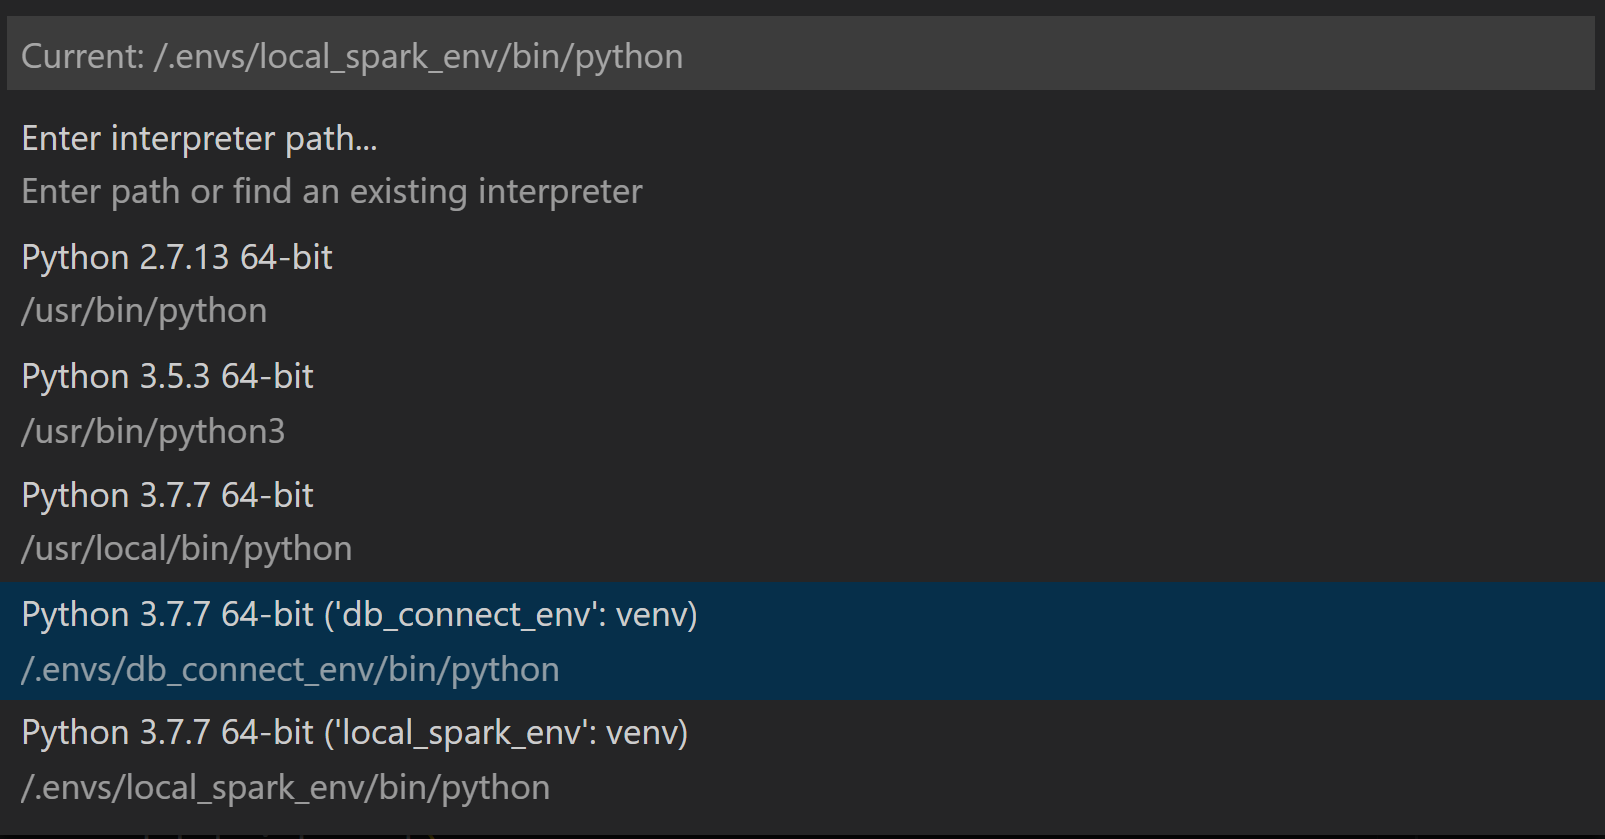 Current: /.envs/local_spark_env/bin/python
Enter interpreter path...
Enter path or find an existing interpreter
Python 2.7.13 64-bit
/usr/bin/python
Python 3.5.3 64-bit
/usr/bin/python3
Python 3.7.7 64-bit
/usr/local/bin/python
Python 3.7.7 64-bit ('db_connect_env': venv)
/.envs/db_connect_env/bin/python
Python 3.7.7 64-bit ('local_spark_env': venv)
/.envs/local_spark_env/bin/python